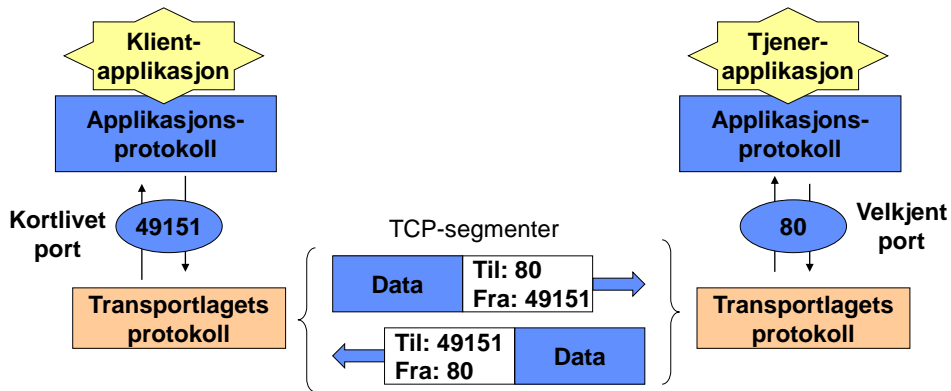 Klient-
applikasjon
Applikasjons-
protokoll
Kortlivet
port
49151
Transportlagets
protokoll
TCP-segmenter
Data
Til: 80
Fra: 49151
Til: 49151
Fra: 80
Data
Tjener-
applikasjon
Applikasjons-
protokoll
80
Velkjent
port
Transportlagets
protokoll